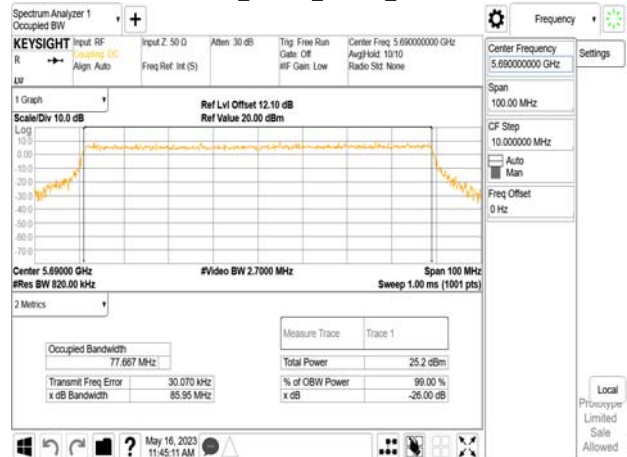 Spectrum Analyzer 1
Occupied BW
Frequency
KEYSIGHT Input: RF
Coupling: DC
Align: Auto
R
LW
Input Z: 50 Ω
Freq Ref: Int (S)
Atten: 30 dB
Trig: Free Run
Gate: Off
#IF Gain: Low
Center Freq: 5.690000000 GHz
Avg|Hold: 10/10
Radio Std: None
Center Frequency
5.690000000 GHz
Settings
Span
100.00 MHz
CF Step
10.000000 MHz
Auto
Man
Freq Offset
0 Hz
1 Graph
Scale/Div 10.0 dB
Ref Lvl Offset 12.10 dB
Ref Value 20.00 dBm
Log
10.0
0.00
-10.0
-20.0
-30.0
-40.0
-50.0
-60.0
-70.0
Center 5.69000 GHz
#Res BW 820.00 kHz
#Video BW 2.7000 MHz
Span 100 MHz
Sweep 1.00 ms (1001 pts)
2 Metrics
Measure Trace Trace 1
Occupied Bandwidth
77.667 MHz
Total Power 25.2 dBm
Transmit Freq Error 30.070 kHz
% of OBW Power 99.00 %
x dB Bandwidth 85.95 MHz
x dB -26.00 dB
Local
Prototype
Limited
Sale
Allowed
?
May 16, 2023
11:45:11 AM